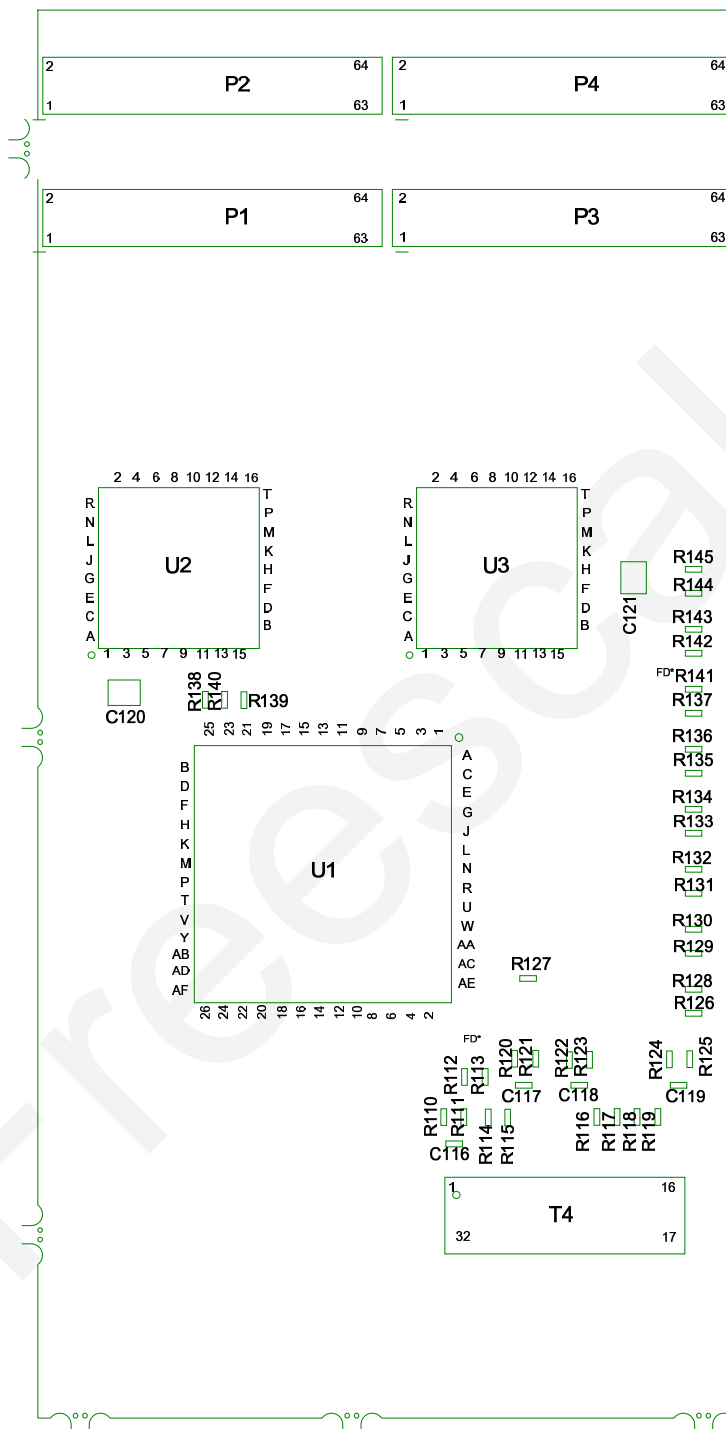 2 64 2 64
P2 P4
1 63 1 63
2 64 2 64
P1 P3
1 63 1 63
2 4 6 8 10 12 14 16
2 4 6 8 10 12 14 16
R N L J G E C A
U2
T P M K H F D B
R N L J G E C A
U3
T P M K H F D B
1 3 5 7 9 11 13 15
1 3 5 7 9 11 13 15
C121
R145
R144
R143
R142
FD* R141
R137
R136
R135
R134
R133
R132
R131
R130
R129
R128
R126
C120
R138
R140
R139
25 23 21 19 17 15 13 11 9 7 5 3 1
B D F H K M P T V Y AB AD AF
U1
A C E G J L N R U W AA AC AE
26 24 22 20 18 16 14 12 10 8 6 4 2
R127
FD*
R112
R113
R120
R121
R122
R123
R124
R125
C117
C118
C119
R110
R111
R114
R115
R116
R117
R118
R119
C116
1 16
T4
32 17
Freescal